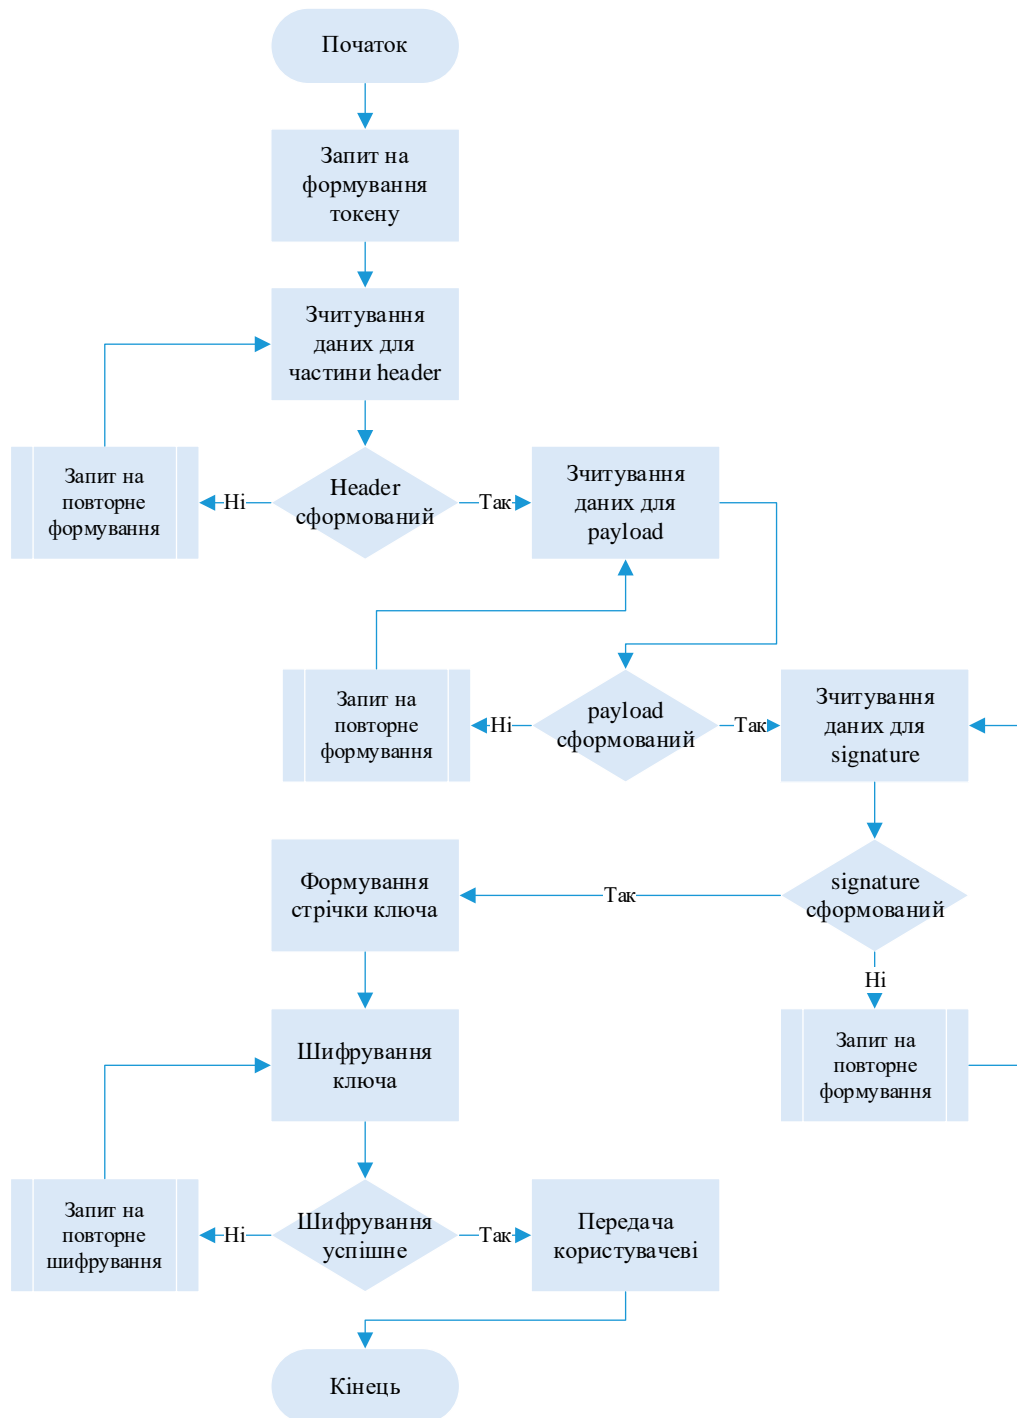 Початок
Запит на
формування
токену
Зчитування
даних для
частини header
Запит на
повторне
формування
Ні
Header
сформований
Так
Зчитування
даних для
payload
Запит на
повторне
формування
Ні
payload
сформований
Так
Зчитування
даних для
signature
Формування
стрічки ключа
Так
signature
сформований
Ні
Шифрування
ключа
Запит на
повторне
формування
Запит на
повторне
шифрування
Ні
Шифрування
успішне
Так
Передача
користувачеві
Кінець